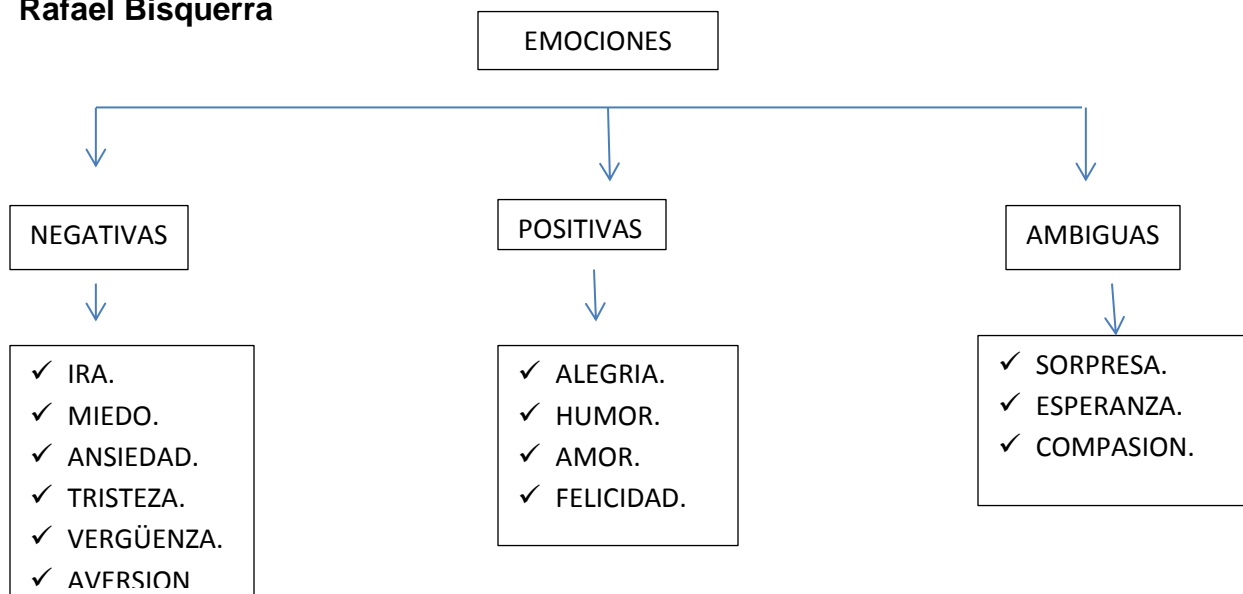 Rafael Bisquerra
EMOCIONES
NEGATIVAS
POSITIVAS
AMBIGUAS
✓ IRA.
✓ MIEDO.
✓ ANSIEDAD.
✓ TRISTEZA.
✓ VERGÜENZA.
✓ AVERSION
✓ ALEGRIA.
✓ HUMOR.
✓ AMOR.
✓ FELICIDAD.
✓ SORPRESA.
✓ ESPERANZA.
✓ COMPASION.